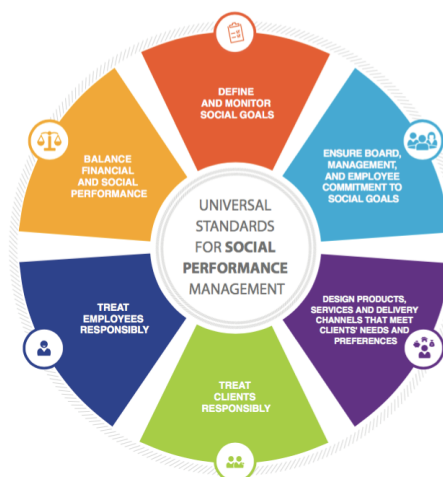 DEFINE
AND MONITOR
SOCIAL GOALS
ENSURE BOARD,
MANAGEMENT,
AND EMPLOYEE
COMMITMENT TO
SOCIAL GOALS
DESIGN PRODUCTS,
SERVICES AND DELIVERY
CHANNELS THAT MEET
CLIENTS' NEEDS AND
PREFERENCES
TREAT
CLIENTS
RESPONSIBLY
TREAT
EMPLOYEES
RESPONSIBLY
BALANCE
FINANCIAL
AND SOCIAL
PERFORMANCE
UNIVERSAL
STANDARDS
FOR SOCIAL
PERFORMANCE
MANAGEMENT